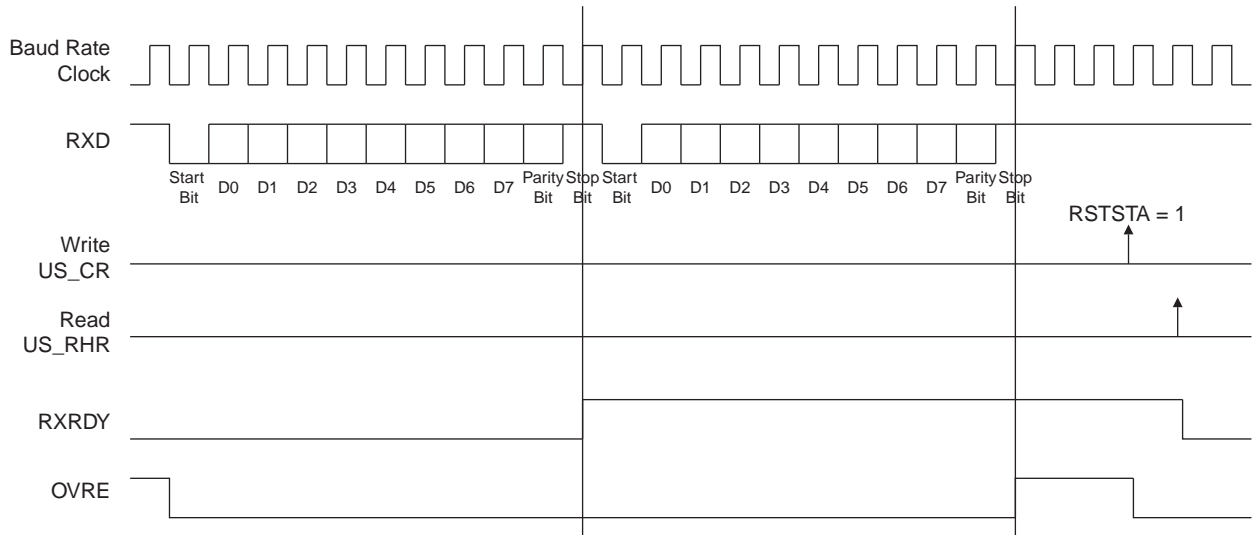 Baud Rate
Clock
RXD
Start
Bit
D0
D1
D2
D3
D4
D5
D6
D7
Parity
Bit
Stop
Bit
Start
Bit
D0
D1
D2
D3
D4
D5
D6
D7
Parity
Bit
Stop
Bit
RSTSTA = 1
Write
US_CR
Read
US_RHR
RXRDY
OVRE